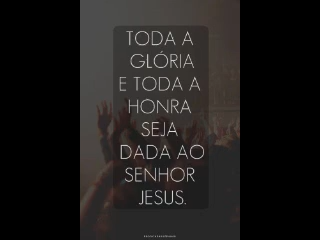 TODA A
GLÓRIA
E TODA A
HONRA
SEJA
DADA AO
SENHOR
JESUS.